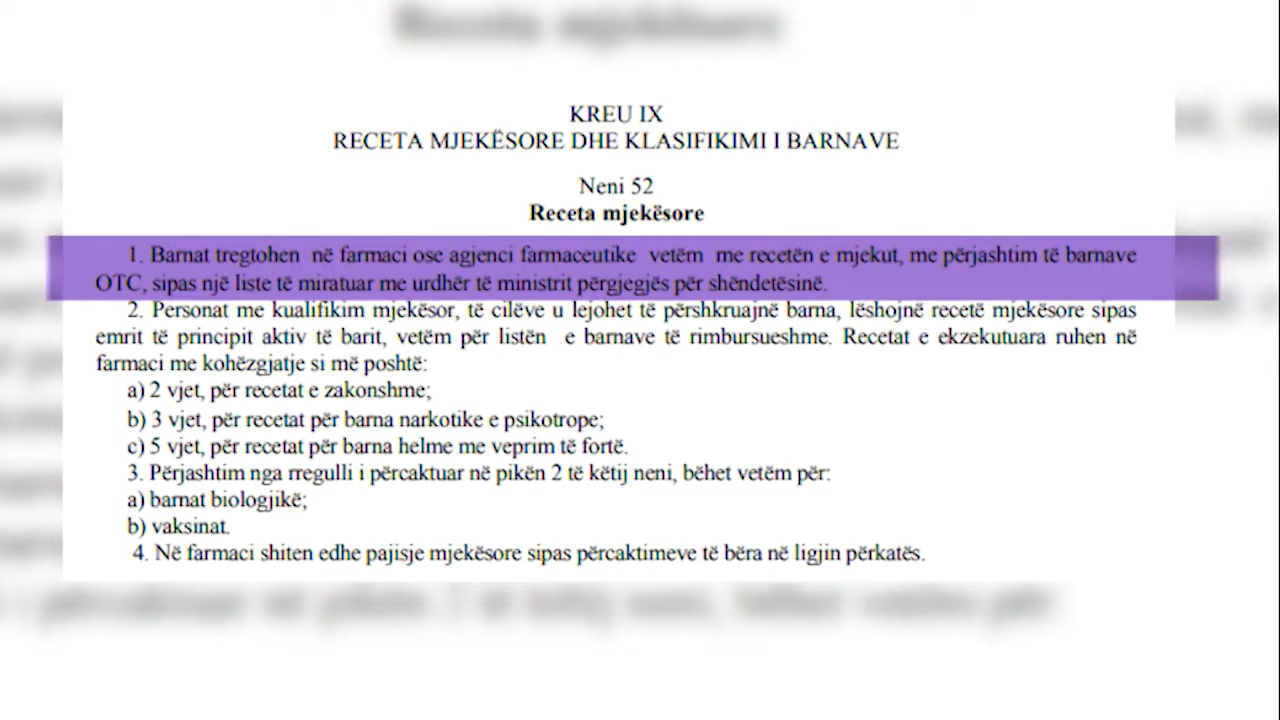 KREU IX
RECETA MJEKËSORE DHE KLASIFIKIMI I BARNAVE
Neni 52
Receta mjekësore
1. Barnat tregtohen në farmaci ose agjenci farmaceutike vetëm me recetën e mjekut, me përjashtim të barnave
OTC, sipas një liste të miratuar me urdhër të ministrit përgjegjës për shëndetësinë.
2. Personat me kualifikim mjekësor, të cilëve u lejohet të përshkruajnë barna, lëshojnë recetë mjekësore sipas
emrit të principit aktiv të barit, vetëm për listën e barnave të rimbursueshme. Recetat e ekzekutuara ruhen në
farmaci me kohëzgjatje si më poshtë:
a) 2 vjet, për recetat e zakonshme;
b) 3 vjet, për recetat për barna narkotike e psikotrope;
c) 5 vjet, për recetat për barna helme me veprim të fortë.
3. Përjashtim nga rregulli i përcaktuar në pikën 2 të këtij neni, bëhet vetëm për:
a) barnat biologjikë;
b) vaksinat.
4. Në farmaci shiten edhe pajisje mjekësore sipas përcaktimeve të bëra në ligjin përkatës.